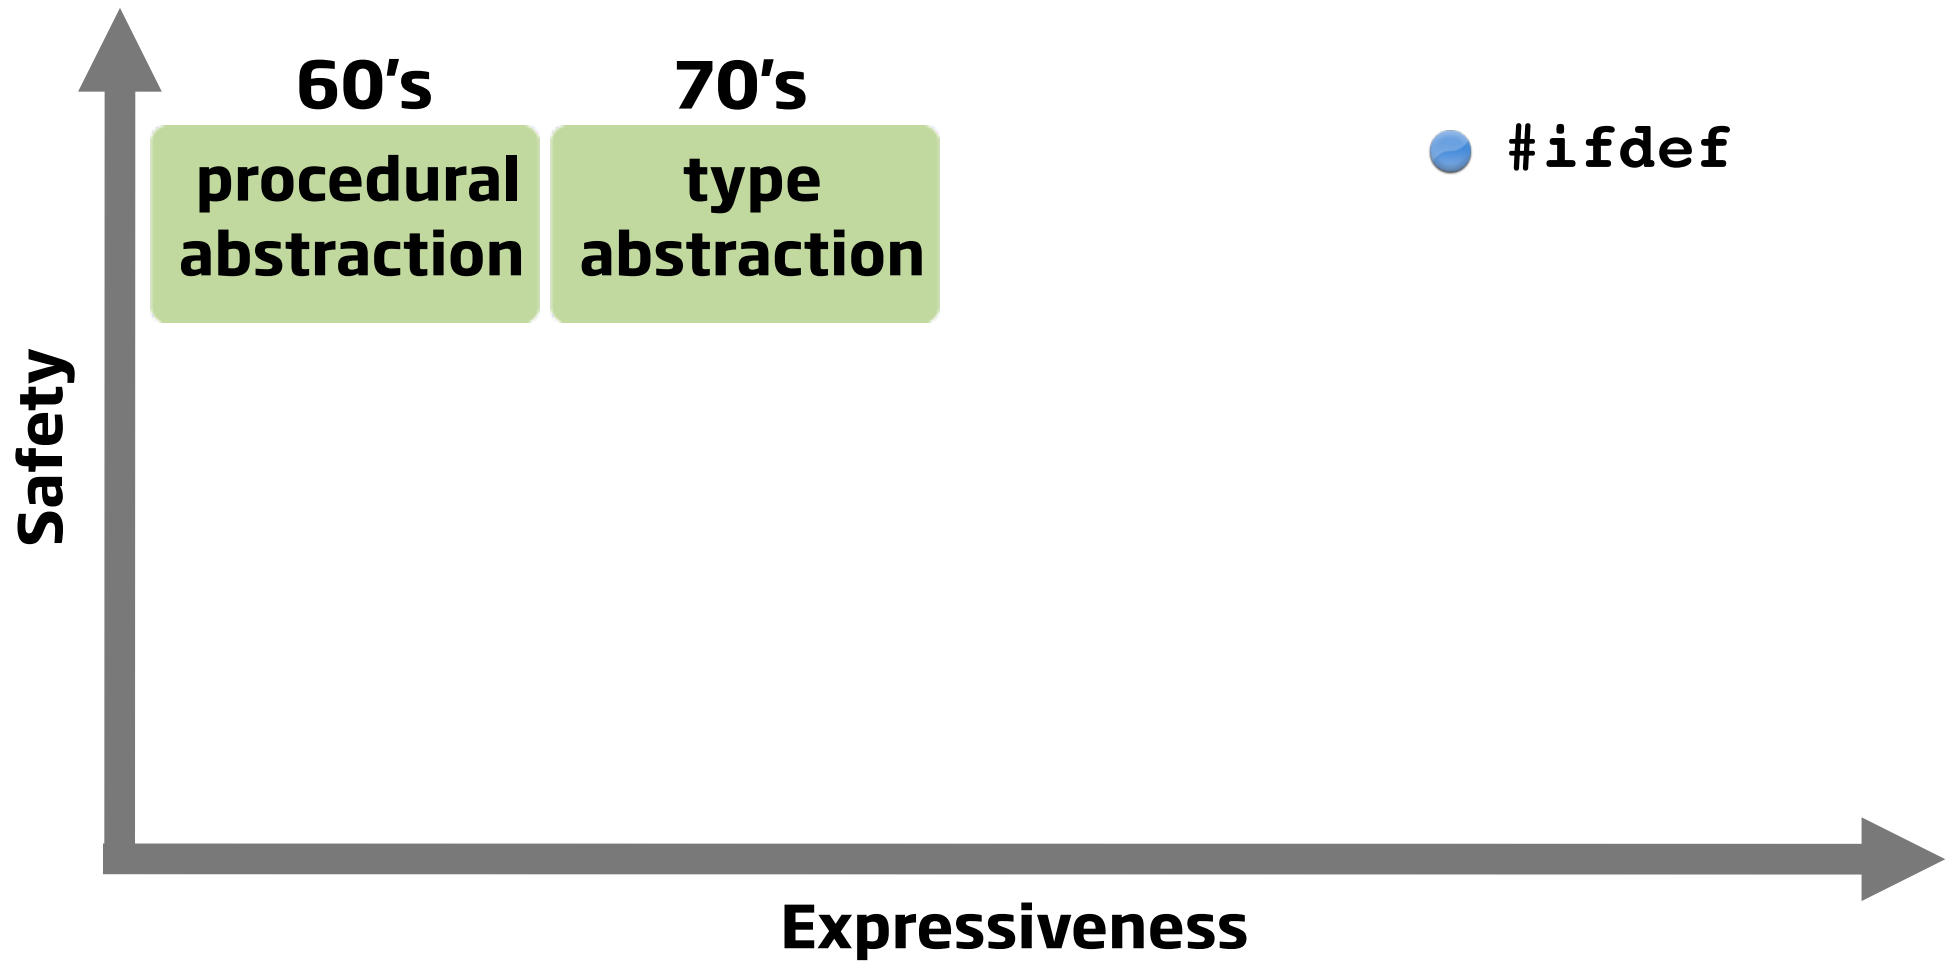 60's
70's
procedural
abstraction
type
abstraction
#ifdef
Safety
Expressiveness